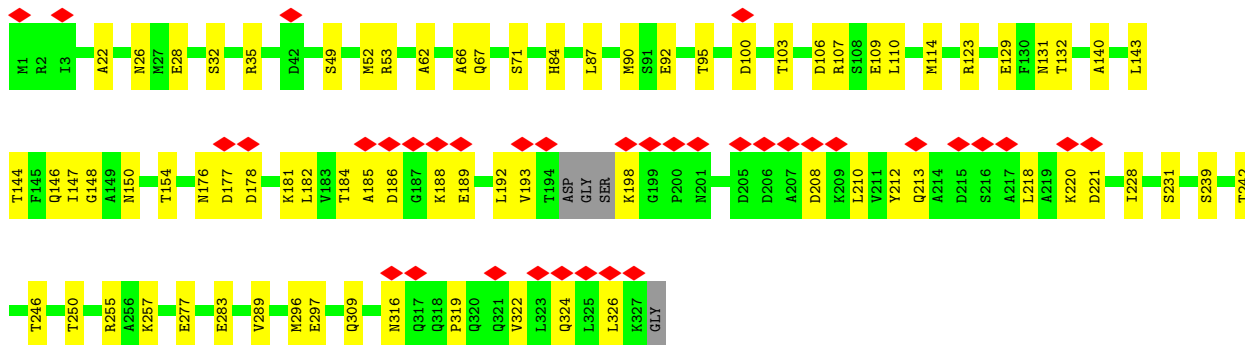 M1 R2 I3 A22 N26 M27 E28 S32 R35 D42 S49 M52 R53 A62 A66 Q67 S71 H84 L87 M90 S91 E92 T95 D100 T103 D106 R107 S108 E109 L110 M114 R123 E129 F130 N131 T132 A140 L143
T144 F145 Q146 I147 G148 A149 N150 T154 N176 D177 D178 K181 L182 V183 T184 A185 D186 G187 K188 E189 L192 V193 T194 ASP GLY SER K198 G199 P200 N201 D205 D206 A207 D208 K209 L210 V211 Y212 Q213 A214 D215 S216 A217 L218 A219 K220 D221 I228 S231 S239 T242
T246 T250 R255 A256 K257 E277 E283 V289 M296 E297 Q309 N316 Q317 Q318 P319 Q320 Q321 V322 L323 Q324 L325 L326 K327 GLY